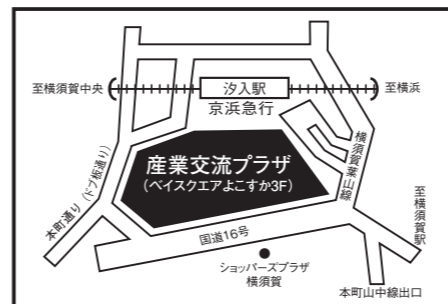 至横須賀中央
汐入駅
至横浜
京浜急行
産業交流プラザ
(ベイスクエアよこすか3F)
横須賀葉山線
本町通り(ドブ板通り)
至横須賀駅
国道16号
ショッパーズプラザ
横須賀
本町山中線出口